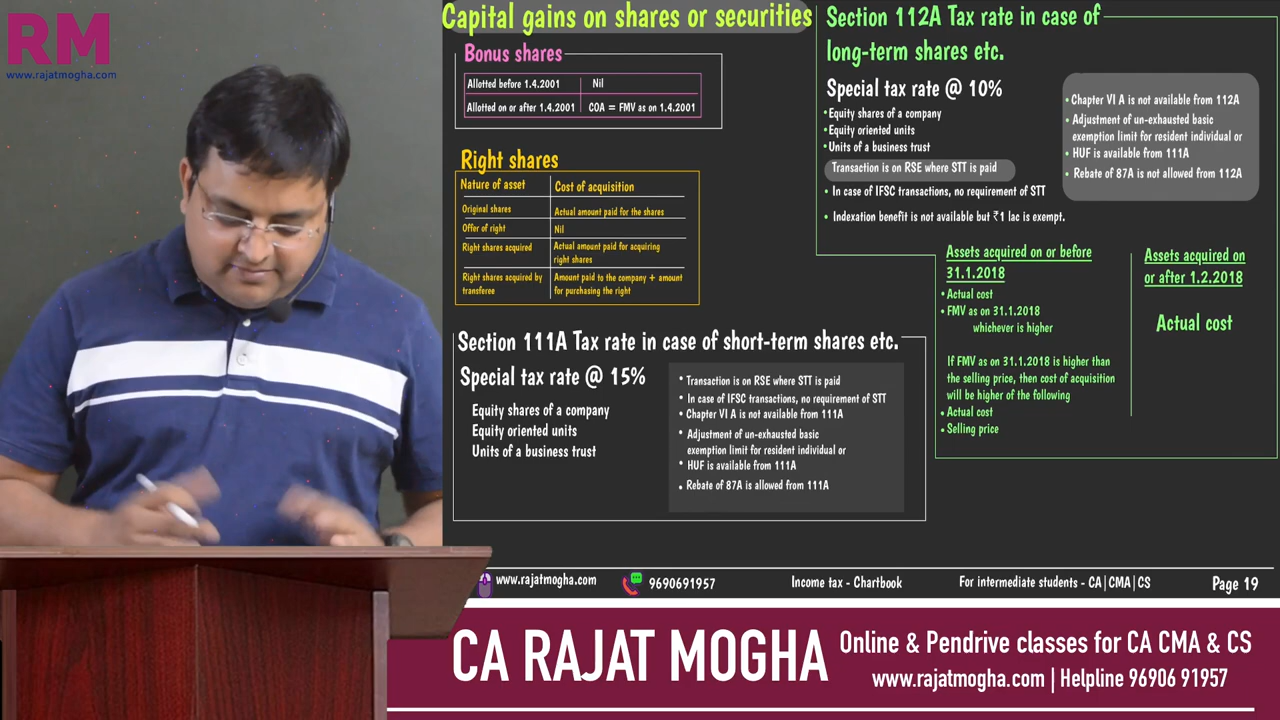 RM
www.rajatmogha.com
Capital gains on shares or securities
Bonus shares
Allotted before 1.4.2001 Nil
Allotted on or after 1.4.2001 COA = FMV as on 1.4.2001
Right shares
Nature of asset Cost of acquisition
Original shares Actual amount paid for the shares
Offer of right Nil
Right shares acquired Actual amount paid for acquiring
right shares
Right shares acquired by Amount paid to the company + amount
transferee for purchasing the right
Section 111A Tax rate in case of short-term shares etc.
Special tax rate @ 15%
Equity shares of a company
Equity oriented units
Units of a business trust
• Transaction is on RSE where STT is paid
• In case of IFSC transactions, no requirement of STT
• Chapter VI A is not available from 111A
• Adjustment of un-exhausted basic
exemption limit for resident individual or
• HUF is available from 111A
• Rebate of 87A is allowed from 111A
Section 112A Tax rate in case of
long-term shares etc.
Special tax rate @ 10%
• Equity shares of a company
• Equity oriented units
• Units of a business trust
Transaction is on RSE where STT is paid
• In case of IFSC transactions, no requirement of STT
• Indexation benefit is not available but ₹1 lac is exempt.
• Chapter VI A is not available from 112A
• Adjustment of un-exhausted basic
exemption limit for resident individual or
• HUF is available from 111A
• Rebate of 87A is not allowed from 112A
Assets acquired on or before
31.1.2018
• Actual cost
• FMV as on 31.1.2018
whichever is higher
If FMV as on 31.1.2018 is higher than
the selling price, then cost of acquisition
will be higher of the following
• Actual cost
• Selling price
Assets acquired on
or after 1.2.2018
Actual cost
www.rajatmogha.com 9690691957 Income tax - Chartbook For intermediate students - CA|CMA|CS Page 19
CA RAJAT MOGHA
Online & Pendrive classes for CA CMA & CS
www.rajatmogha.com | Helpline 96906 91957